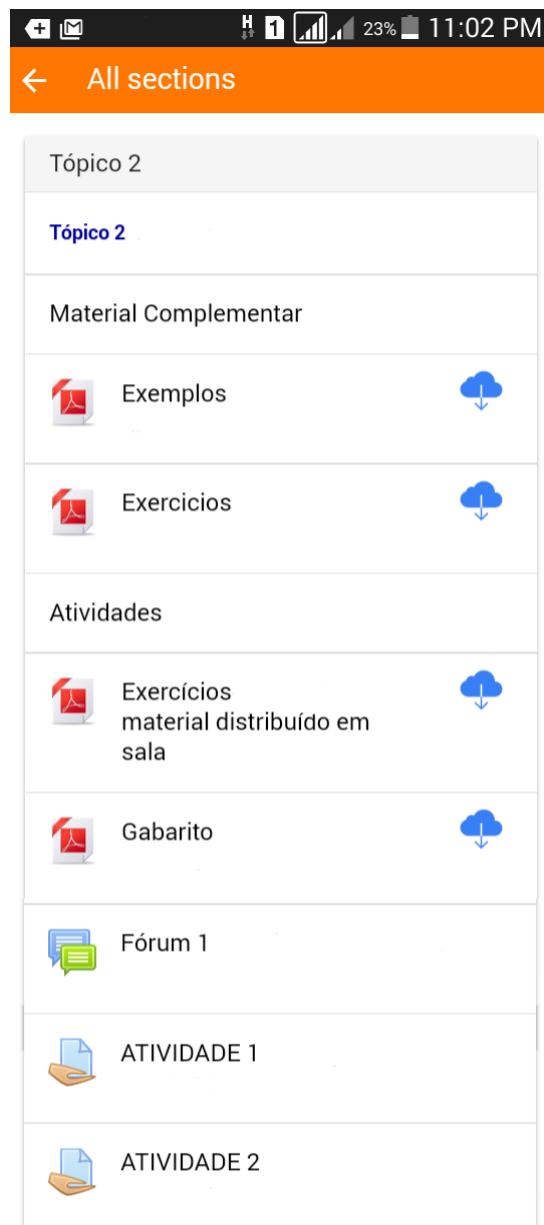 H 1 23% 11:02 PM
All sections
Tópico 2
Tópico 2
Material Complementar
Exemplos
Exercicios
Atividades
Exercícios
material distribuído em
sala
Gabarito
Fórum 1
ATIVIDADE 1
ATIVIDADE 2